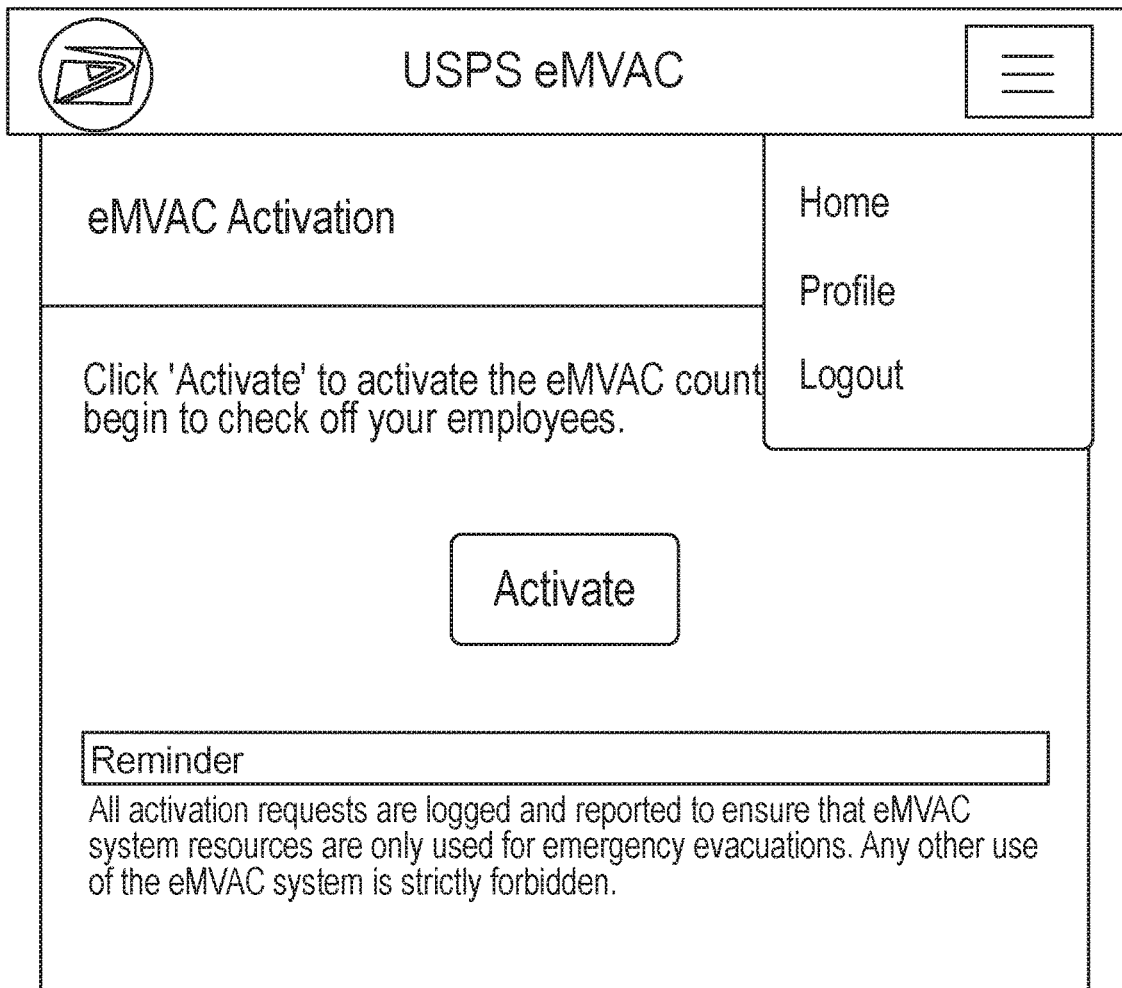 USPS eMVAC
eMVAC Activation
Home
Profile
Logout
Click 'Activate' to activate the eMVAC count
begin to check off your employees.
Activate
Reminder
All activation requests are logged and reported to ensure that eMVAC
system resources are only used for emergency evacuations. Any other use
of the eMVAC system is strictly forbidden.